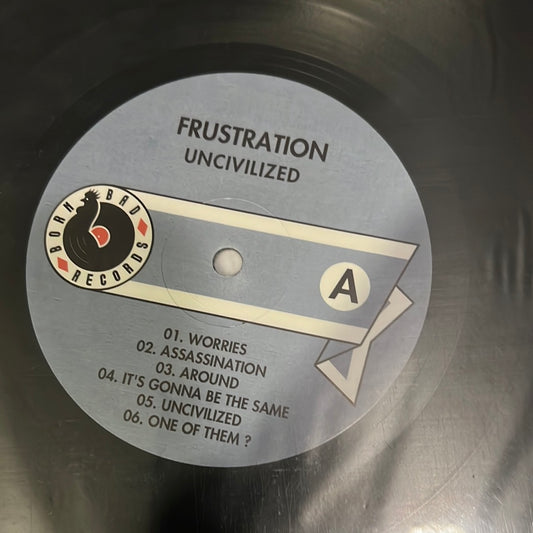 FRUSTRATION
UNCIVILIZED
BORN BAD
RECORDS
A
01. WORRIES
02. ASSASSINATION
03. AROUND
04. IT'S GONNA BE THE SAME
05. UNCIVILIZED
06. ONE OF THEM ?